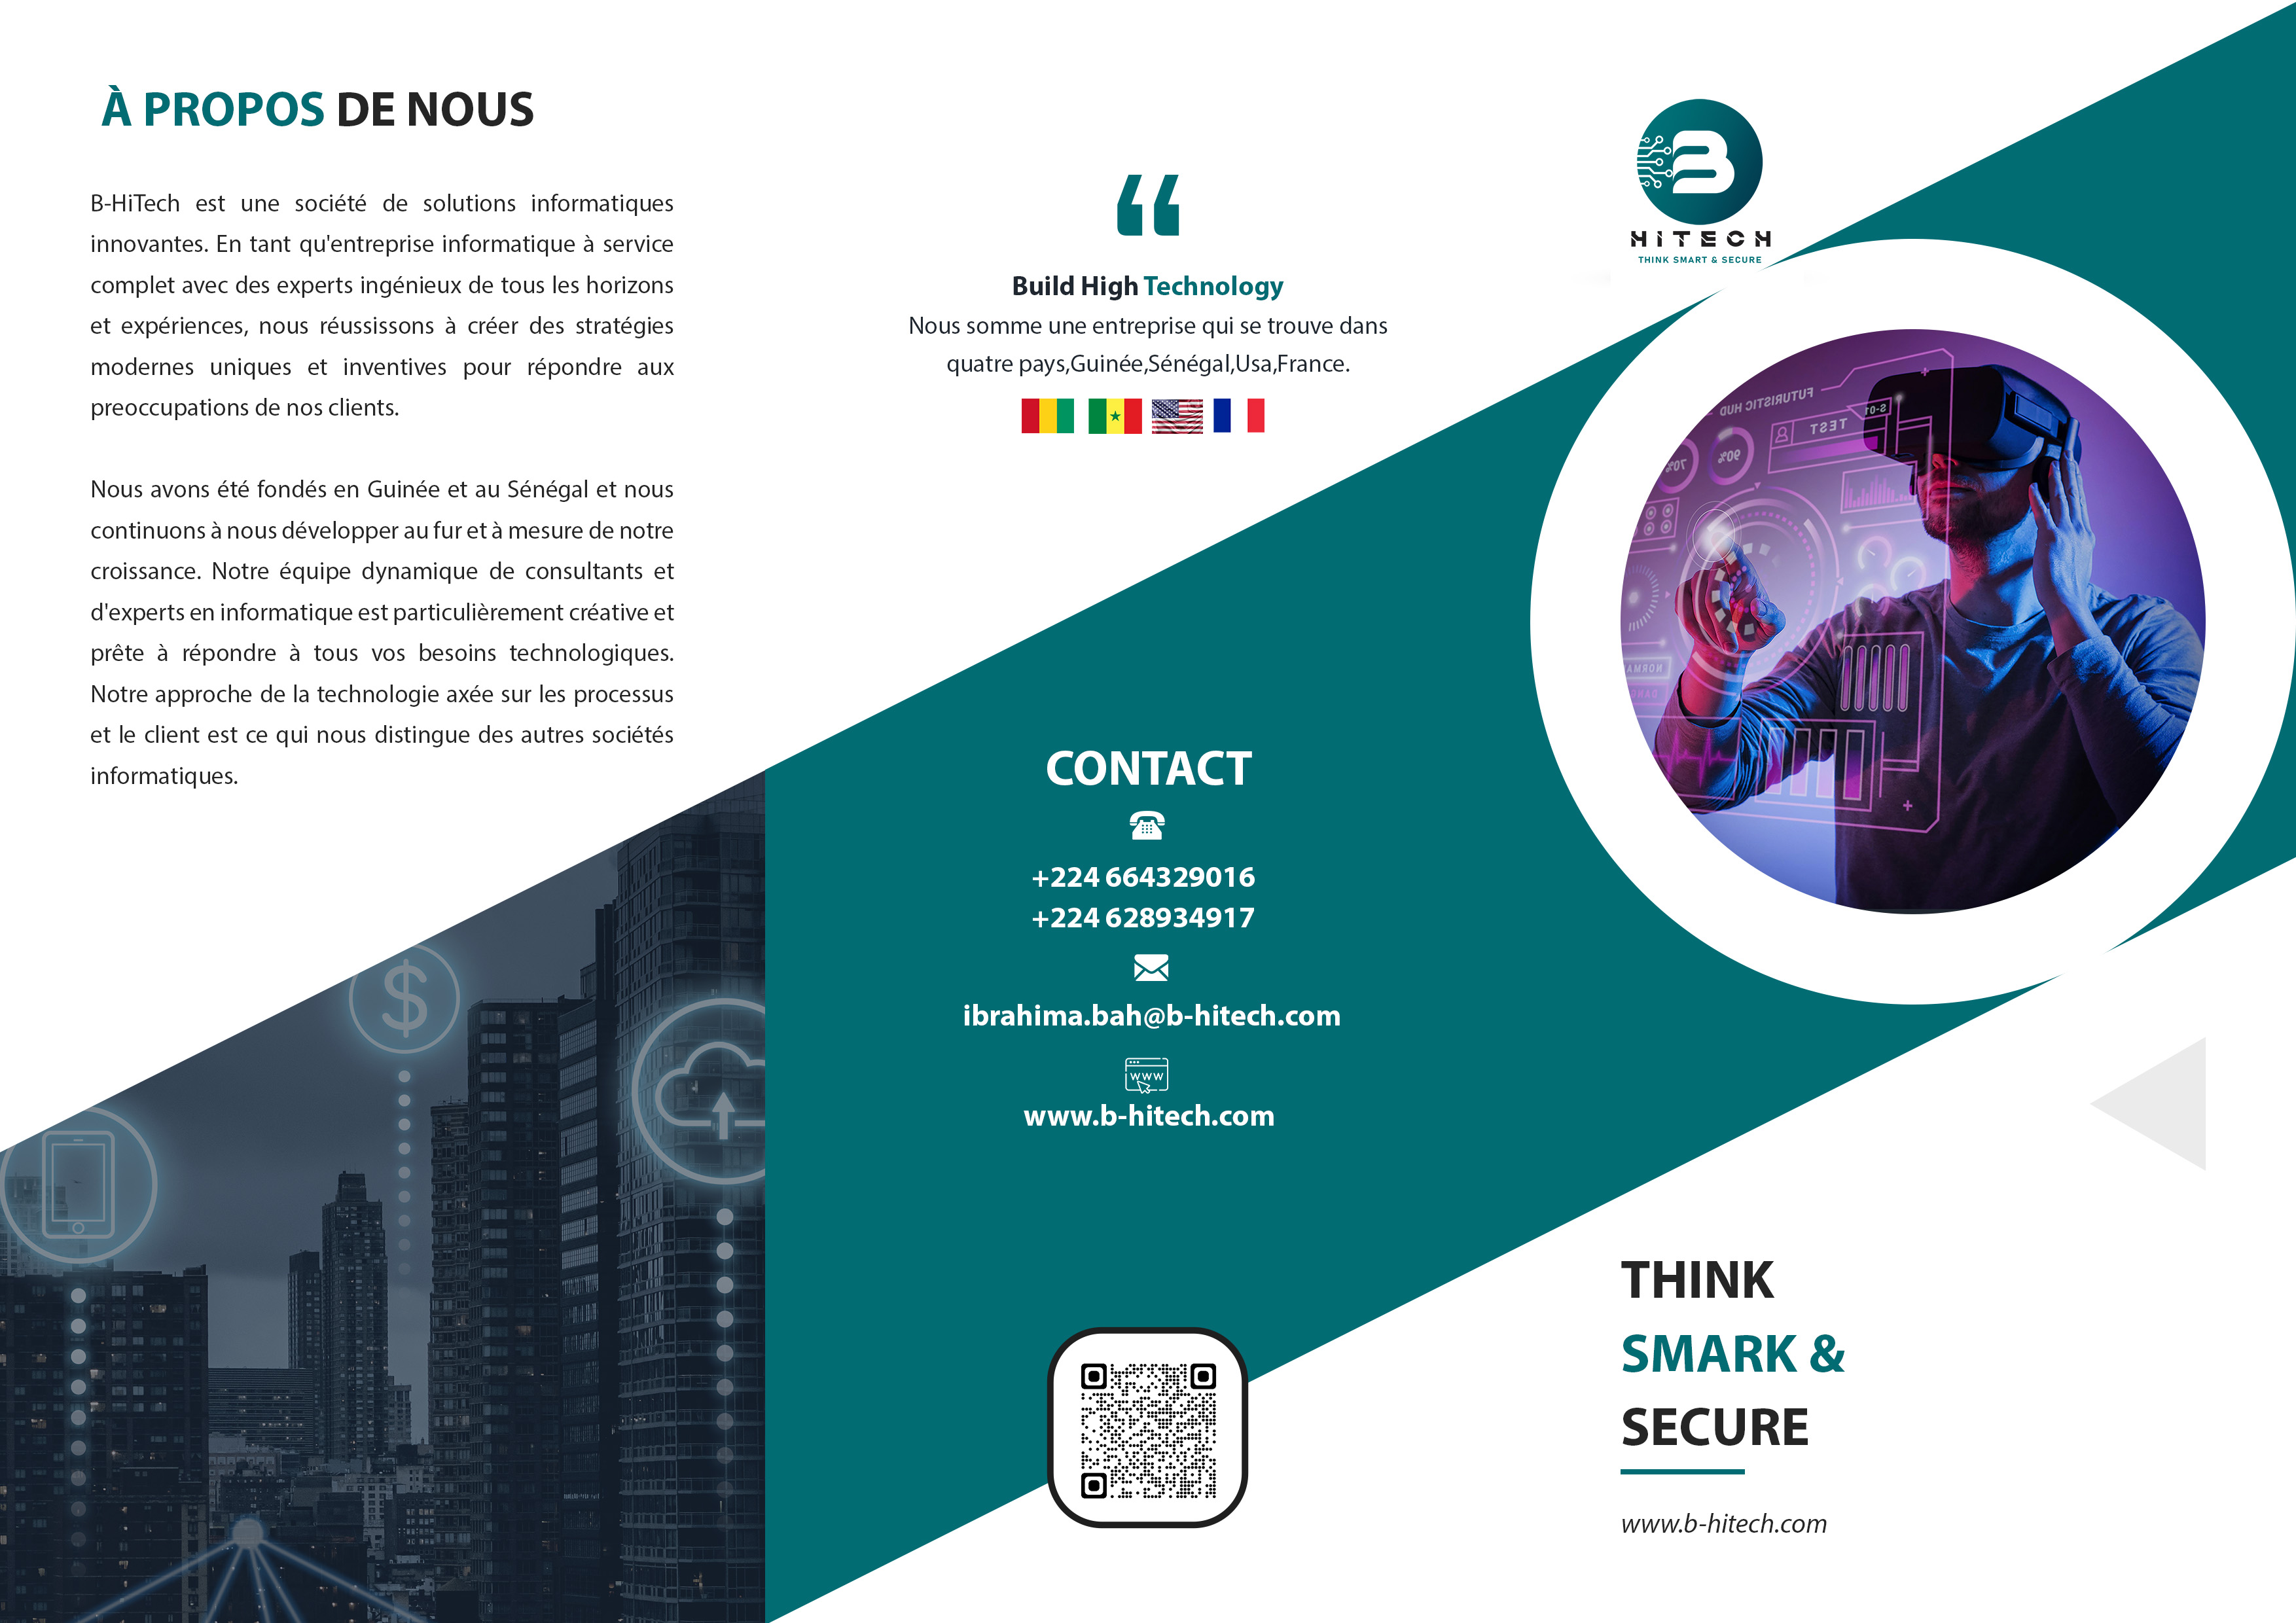 À PROPOS DE NOUS
B-HiTech est une société de solutions informatiques
innovantes. En tant qu'entreprise informatique à service
complet avec des experts ingénieux de tous les horizons
et expériences, nous réussissons à créer des stratégies
modernes uniques et inventives pour répondre aux
preoccupations de nos clients.
Nous avons été fondés en Guinée et au Sénégal et nous
continuons à nous développer au fur et à mesure de notre
croissance. Notre équipe dynamique de consultants et
d'experts en informatique est particulièrement créative et
prête à répondre à tous vos besoins technologiques.
Notre approche de la technologie axée sur les processus
et le client est ce qui nous distingue des autres sociétés
informatiques.
“
Build High Technology
Nous somme une entreprise qui se trouve dans
quatre pays,Guinée,Sénégal,Usa,France.
CONTACT
+224 664329016
+224 628934917
ibrahima.bah@b-hitech.com
www
www.b-hitech.com
B
HITECH
THINK SMART & SECURE
FUTURISTIC HUD
S-01
TEST
90%
70%
THINK
SMARK &
SECURE
www.b-hitech.com